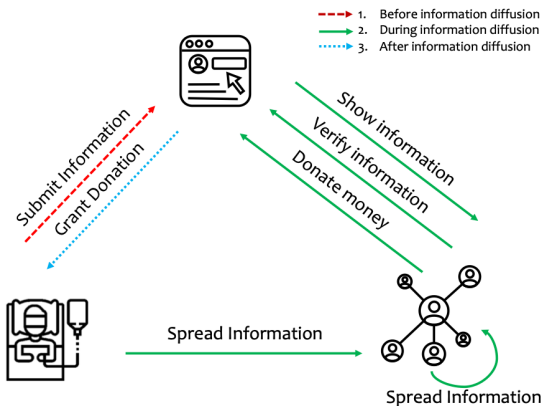 1. Before information diffusion
2. During information diffusion
3. After information diffusion
Submit Information
Grant Donation
Show information
Verify information
Donate money
Spread Information
Spread Information